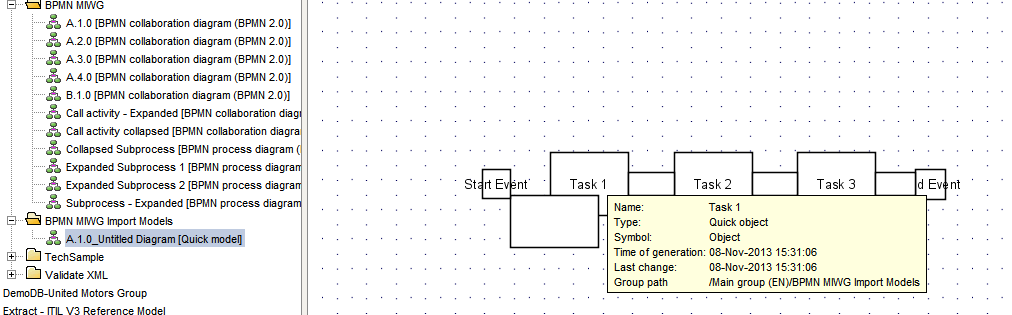 BPMN MIWG
A.1.0 [BPMN collaboration diagram (BPMN 2.0)]
A.2.0 [BPMN collaboration diagram (BPMN 2.0)]
A.3.0 [BPMN collaboration diagram (BPMN 2.0)]
A.4.0 [BPMN collaboration diagram (BPMN 2.0)]
B.1.0 [BPMN collaboration diagram (BPMN 2.0)]
Call activity - Expanded [BPMN collaboration diagr
Call activity collapsed [BPMN collaboration diagra
Collapsed Subprocess [BPMN process diagram (
Expanded Subprocess 1 [BPMN process diagram
Expanded Subprocess 2 [BPMN process diagram
Subprocess - Expanded [BPMN process diagram
BPMN MIWG Import Models
A.1.0_Untitled Diagram [Quick model]
TechSample
Validate XML
DemoDB-United Motors Group
Extract - ITIL V3 Reference Model
Start Event
Task 1
Task 2
Task 3
d Event
Name: Task 1
Type: Quick object
Symbol: Object
Time of generation: 08-Nov-2013 15:31:06
Last change: 08-Nov-2013 15:31:06
Group path /Main group (EN)/BPMN MIWG Import Models